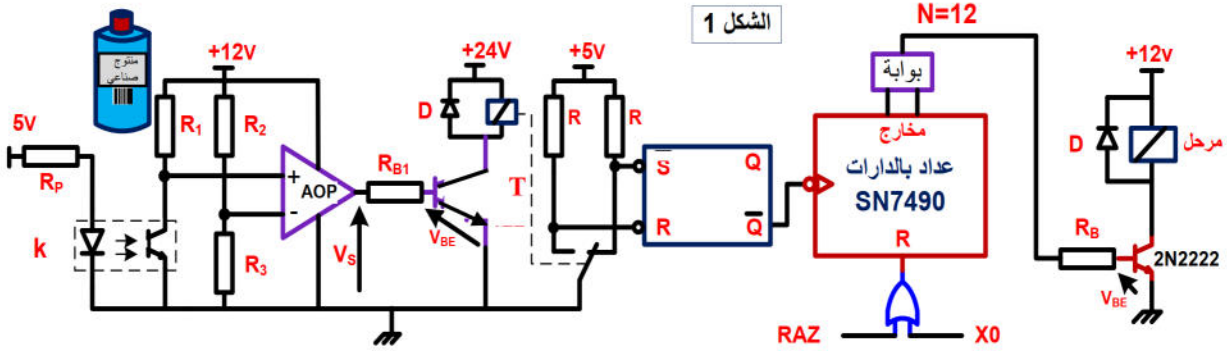 الشكل 1
N=12
منتوج
صناعي
+12V
+24V
+5V
بوابة
+12v
5V
R1
R2
D
R
R
مخارج
D
مرحل
RP
AOP
RB1
T
S
Q
عداد بالدارات
SN7490
k
R3
VS
VBE
R
Q
R
RB
2N2222
VBE
RAZ
X0
+
-